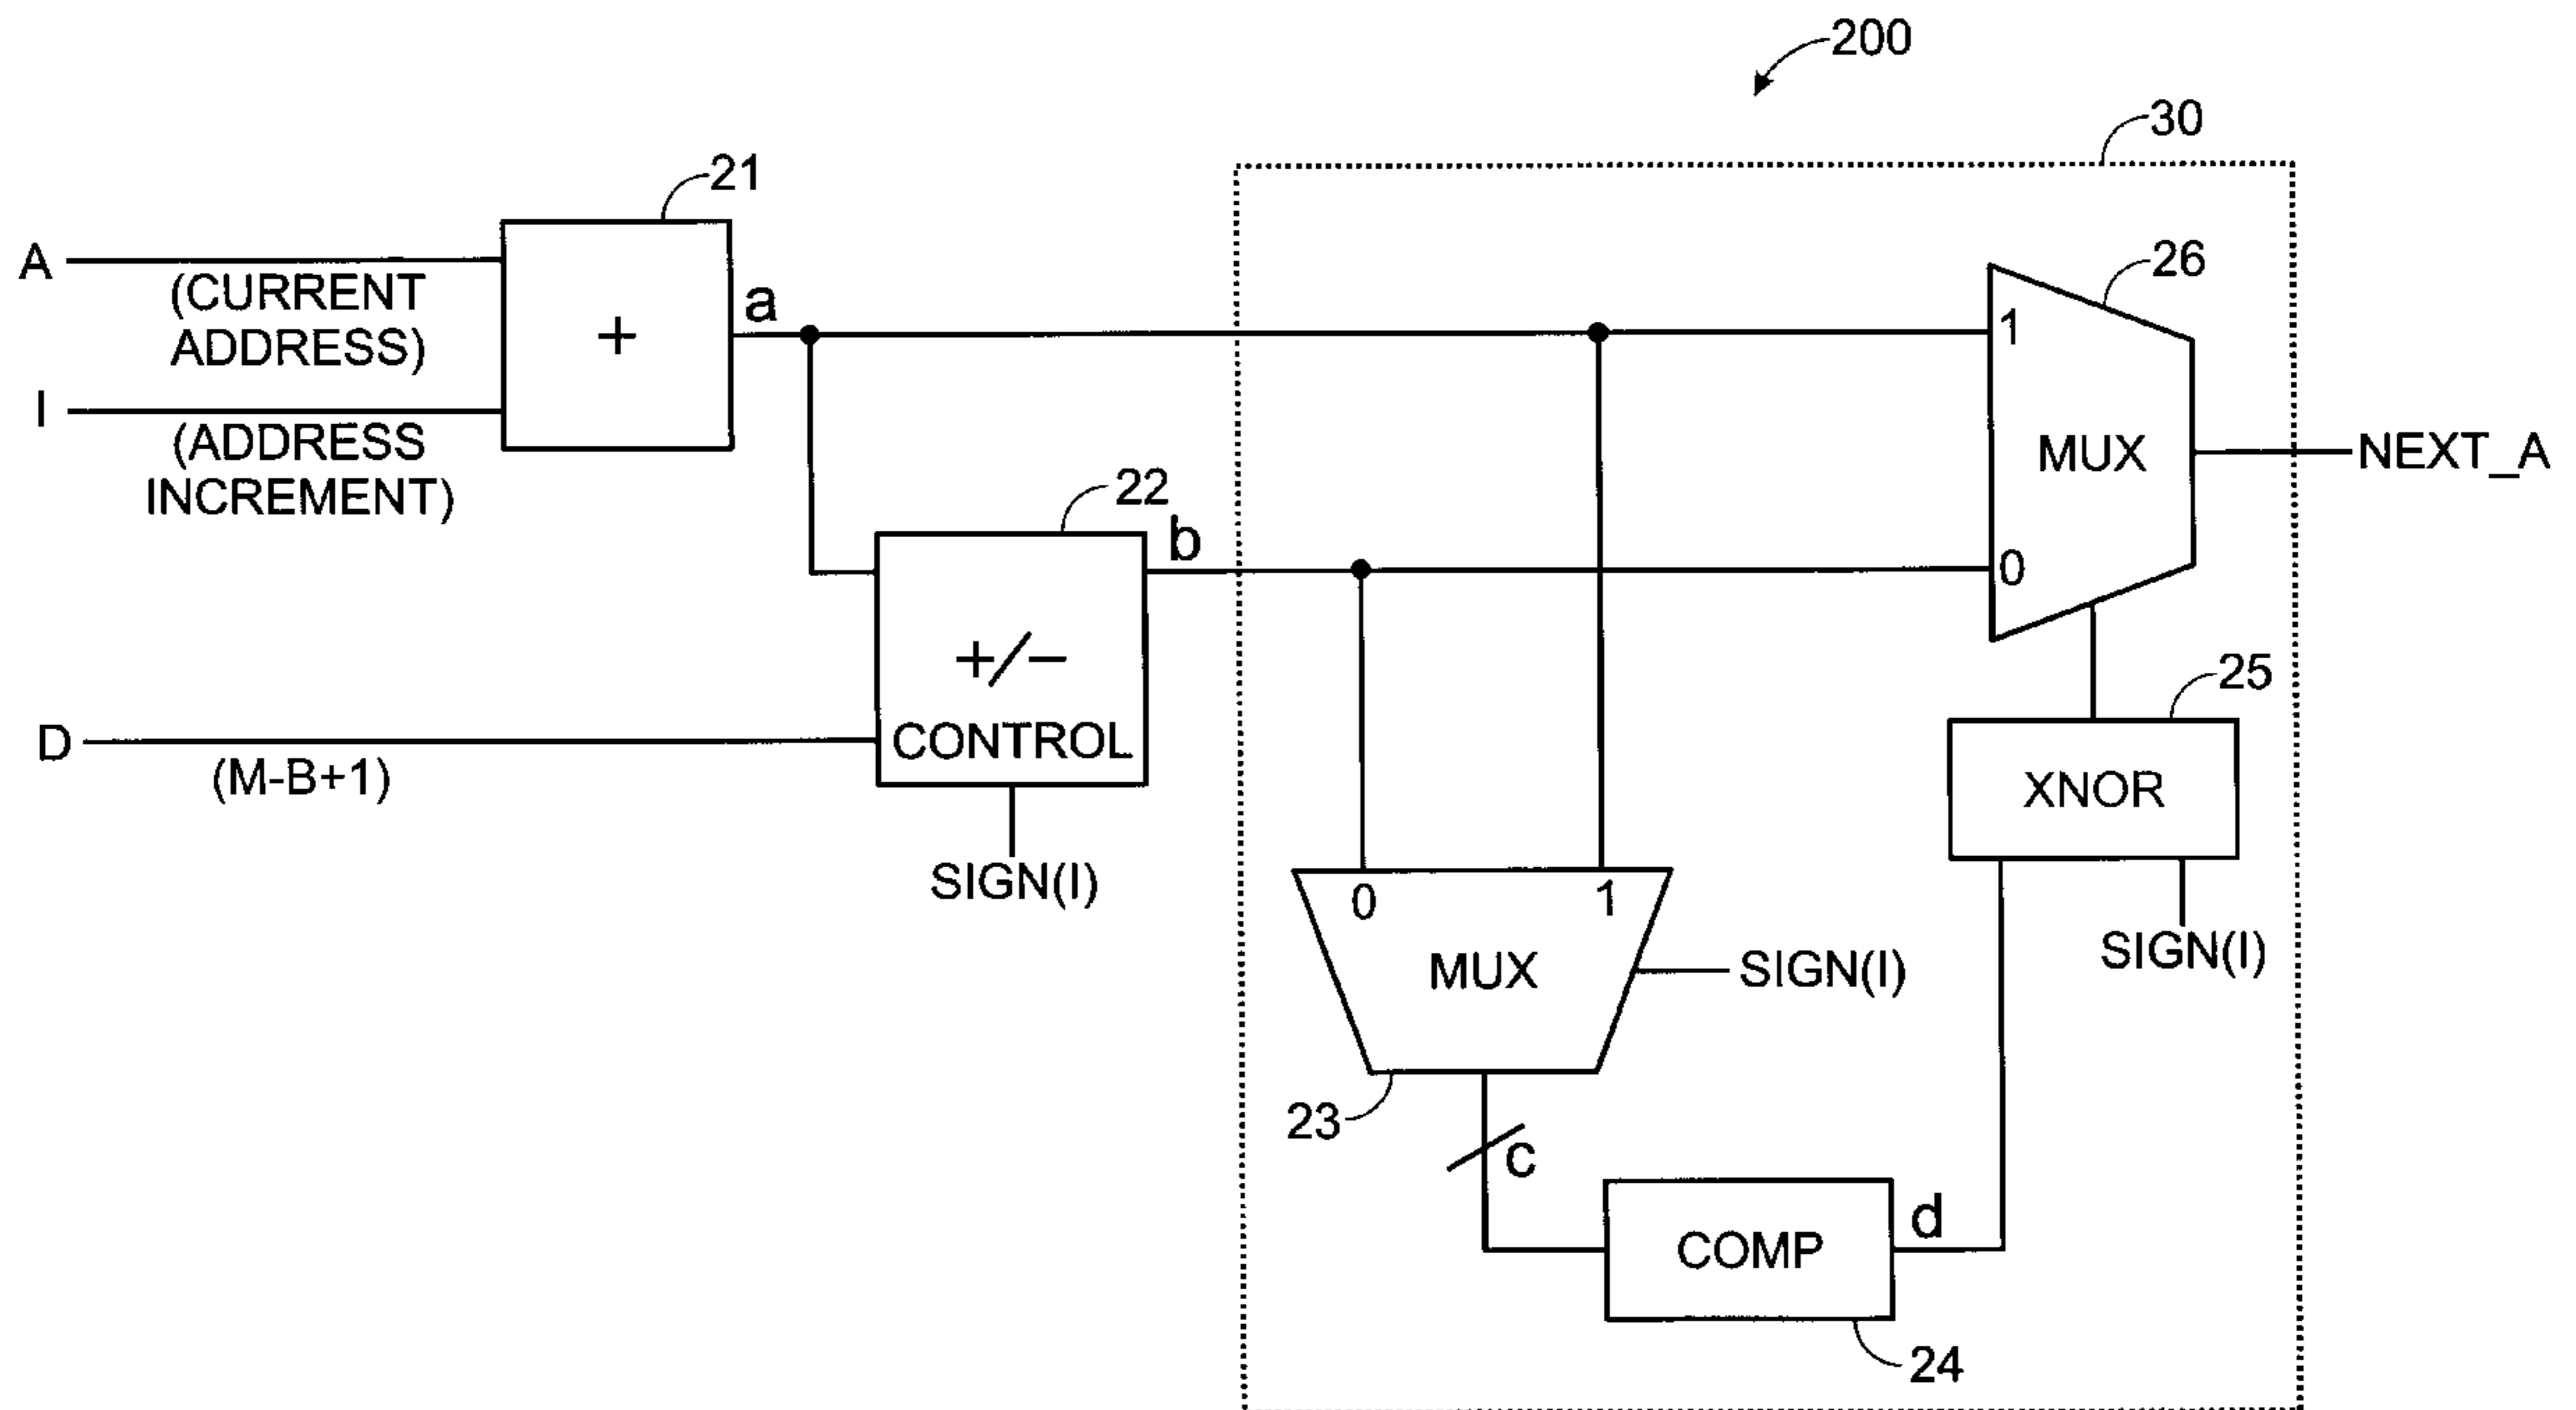 200
30
21
A
(CURRENT
ADDRESS)
a
+
26
1
I
(ADDRESS
INCREMENT)
MUX
NEXT_A
22
b
0
+/−
CONTROL
D
(M-B+1)
SIGN(I)
25
XNOR
SIGN(I)
0
1
MUX
SIGN(I)
23
c
COMP
d
24